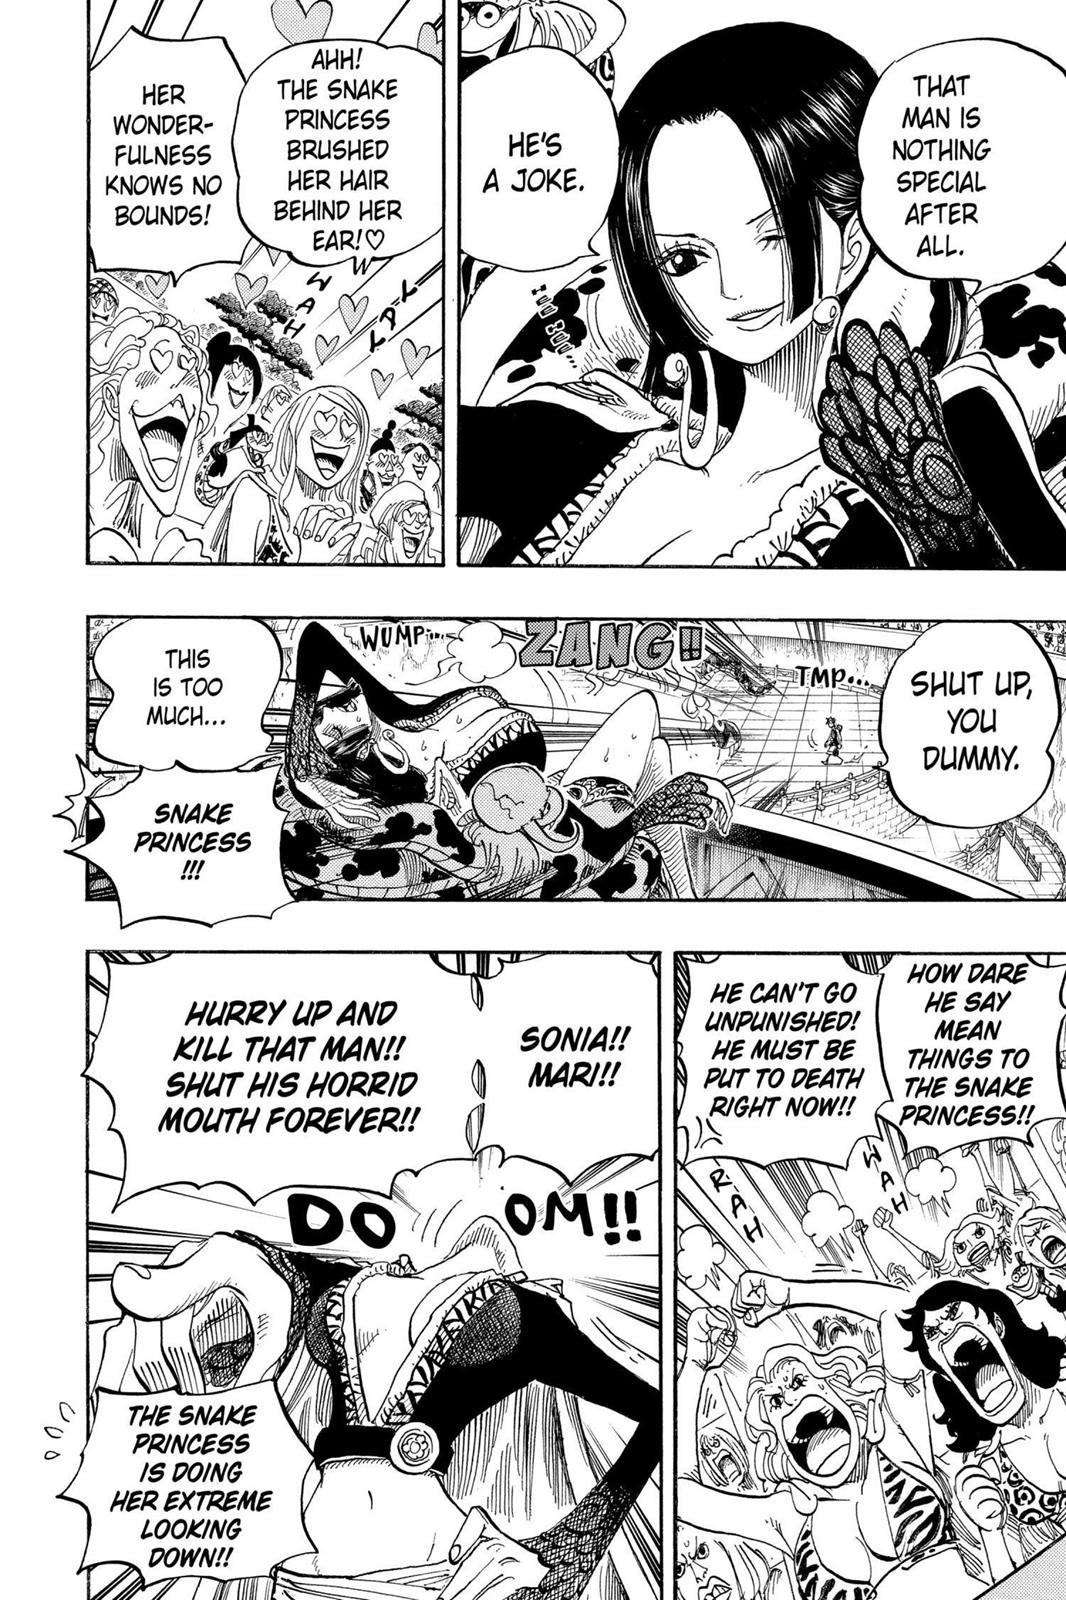 THAT
MAN IS
NOTHING
SPECIAL
AFTER
ALL.
HE'S
A JOKE.
AHH!
THE SNAKE
PRINCESS
BRUSHED
HER HAIR
BEHIND HER
EAR!♡
HER
WONDER-
FULNESS
KNOWS NO
BOUNDS!
WAH
SHUT UP,
YOU
DUMMY.
TMP...
ZANG!!
WUMP...
THIS
IS TOO
MUCH...
SNAKE
PRINCESS
!!!
HOW DARE
HE SAY
MEAN
THINGS TO
THE SNAKE
PRINCESS!!
HE CAN'T GO
UNPUNISHED!
HE MUST BE
PUT TO DEATH
RIGHT NOW!!
WAH
RAH
SONIA!!
MARI!!
HURRY UP AND
KILL THAT MAN!!
SHUT HIS HORRID
MOUTH FOREVER!!
DOOM!!
THE SNAKE
PRINCESS
IS DOING
HER EXTREME
LOOKING
DOWN!!